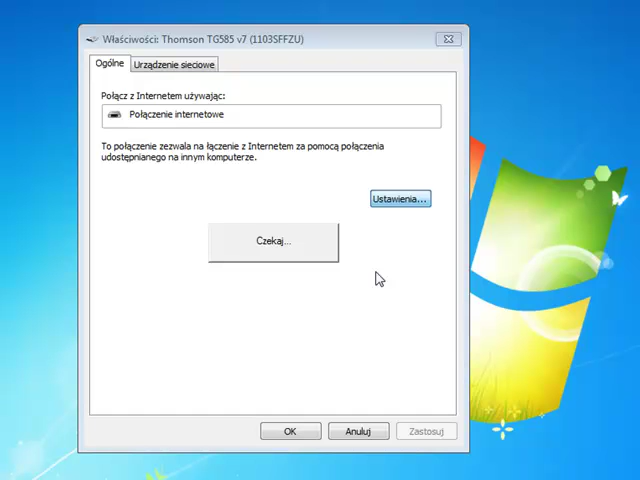 Właściwości: Thomson TG585 v7 (1103SFFZU)
Ogólne
Urządzenie sieciowe
Połącz z Internetem używając:
Połączenie internetowe
To połączenie zezwala na łączenie z Internetem za pomocą połączenia
udostępnianego na innym komputerze.
Ustawienia...
Czekaj...
OK
Anuluj
Zastosuj